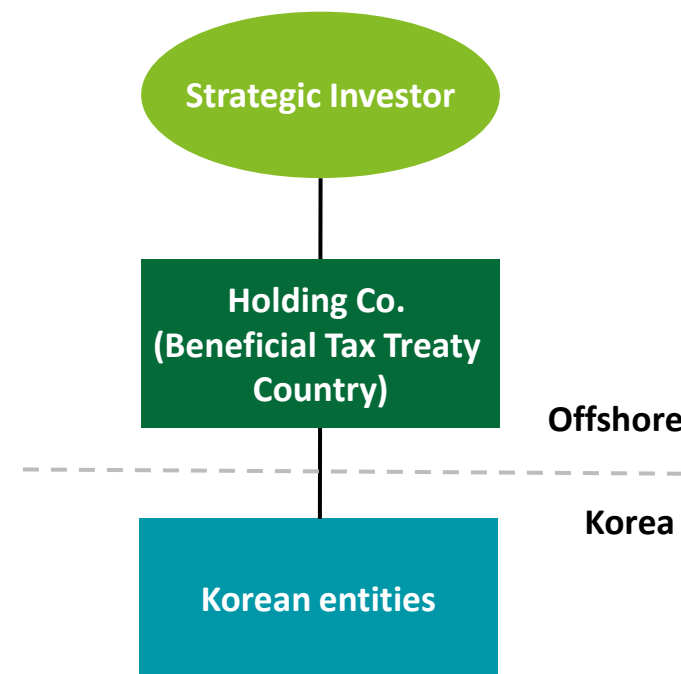 Strategic Investor
Holding Co.
(Beneficial Tax Treaty
Country)
Offshore
Korea
Korean entities